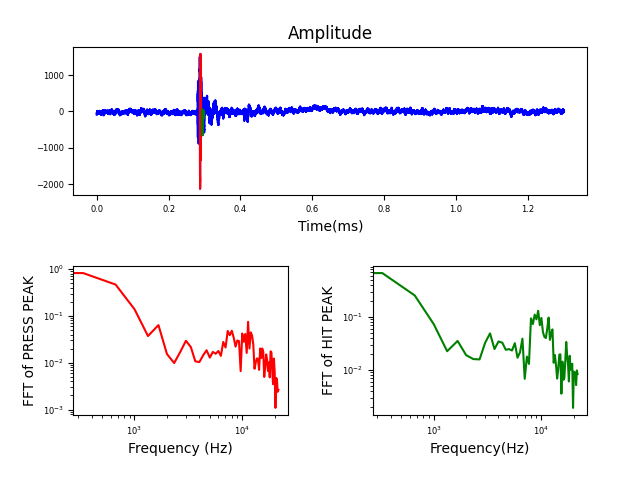 Amplitude
1000
0
−1000
−2000
0.0 0.2 0.4 0.6 0.8 1.0 1.2
Time(ms)
FFT of PRESS PEAK
10⁰
10⁻¹
10⁻²
10⁻³
10³ 10⁴
Frequency (Hz)
FFT of HIT PEAK
10⁻¹
10⁻²
10³ 10⁴
Frequency(Hz)